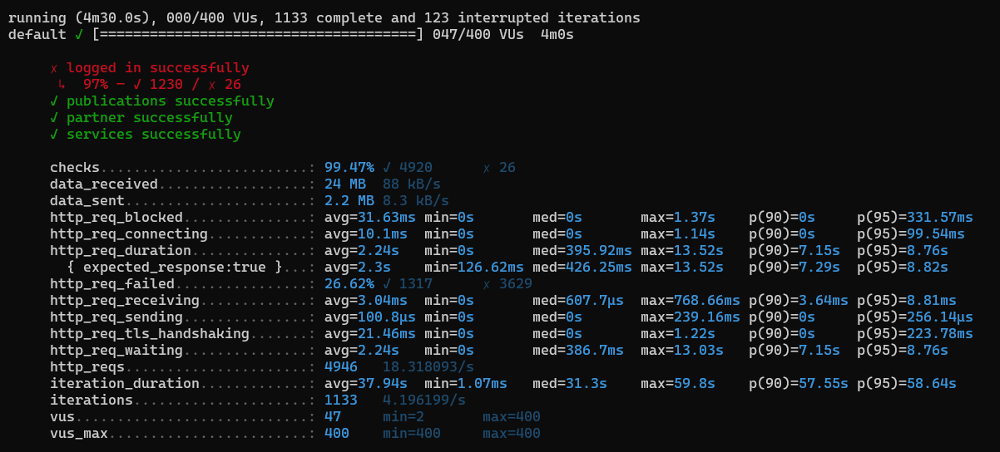 running (4m30.0s), 000/400 VUs, 1133 complete and 123 interrupted iterations
default ✓ [======================================] 047/400 VUs  4m0s
✗ logged in successfully
↳  97% — ✓ 1230 / ✗ 26
✓ publications successfully
✓ partner successfully
✓ services successfully
checks.........................: 99.47% ✓ 4920      ✗ 26
data_received..................: 24 MB  88 kB/s
data_sent......................: 2.2 MB 8.3 kB/s
http_req_blocked...............: avg=31.63ms min=0s       med=0s       max=1.37s    p(90)=0s     p(95)=331.57ms
http_req_connecting............: avg=10.1ms min=0s       med=0s       max=1.14s    p(90)=0s     p(95)=99.54ms
http_req_duration..............: avg=2.24s  min=0s       med=395.92ms max=13.52s   p(90)=7.15s  p(95)=8.76s
{ expected_response:true }...: avg=2.3s   min=126.62ms med=426.25ms max=13.52s   p(90)=7.29s  p(95)=8.82s
http_req_failed................: 26.62% ✓ 1317      ✗ 3629
http_req_receiving.............: avg=3.04ms min=0s       med=607.7µs  max=768.66ms p(90)=3.64ms p(95)=8.81ms
http_req_sending...............: avg=100.8µs min=0s       med=0s       max=239.16ms p(90)=0s     p(95)=256.14µs
http_req_tls_handshaking.......: avg=21.46ms min=0s       med=0s       max=1.22s    p(90)=0s     p(95)=223.78ms
http_req_waiting...............: avg=2.24s  min=0s       med=386.7ms  max=13.03s   p(90)=7.15s  p(95)=8.76s
http_reqs......................: 4946   18.318093/s
iteration_duration.............: avg=37.94s min=1.07ms   med=31.3s    max=59.8s    p(90)=57.55s p(95)=58.64s
iterations.....................: 1133   4.196199/s
vus............................: 47     min=2       max=400
vus_max........................: 400    min=400     max=400